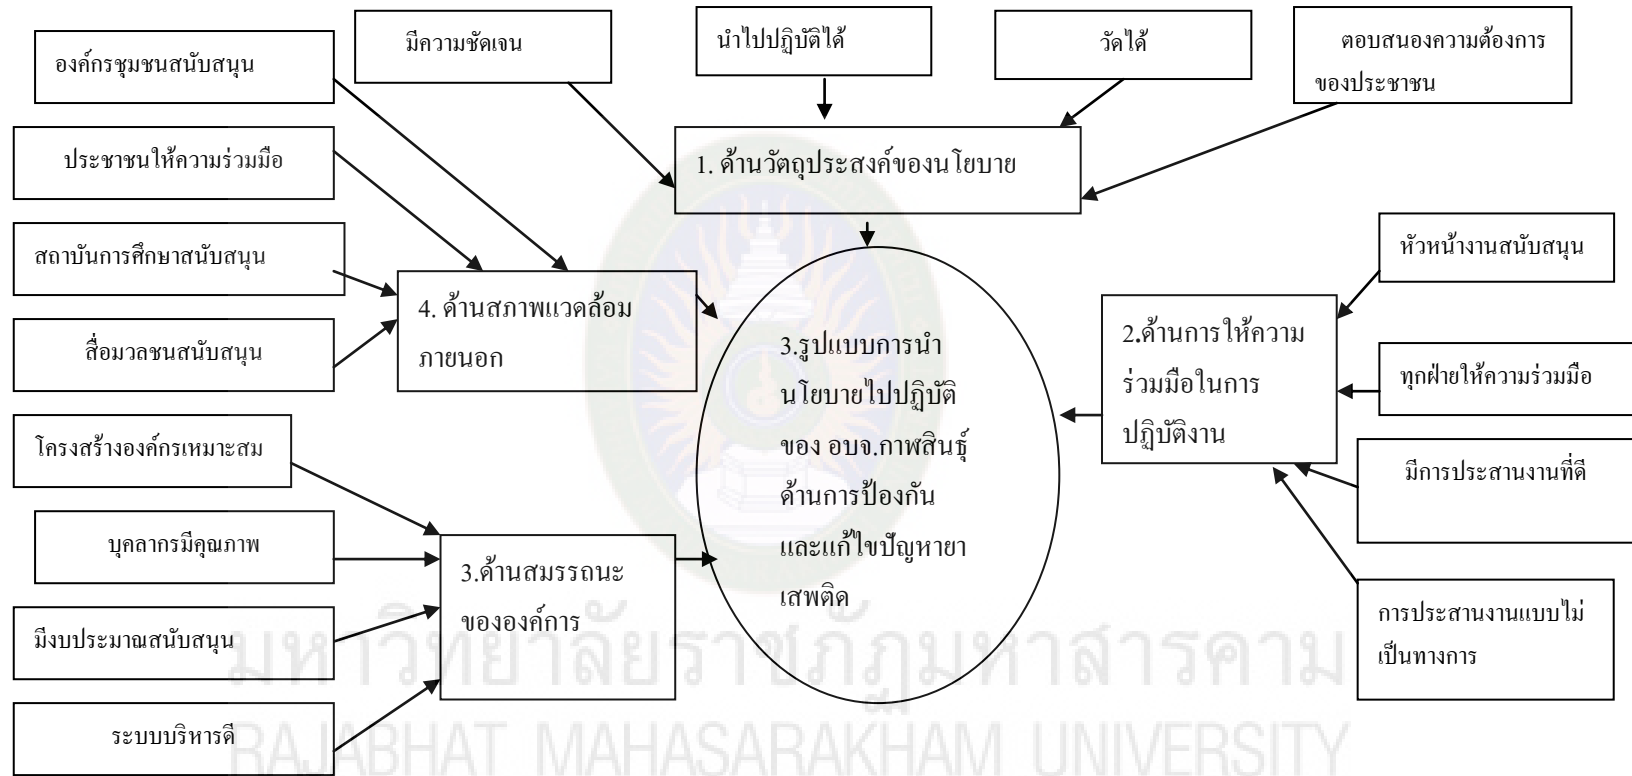 มีความชัดเจน
นำไปปฏิบัติได้
วัดได้
ตอบสนองความต้องการ
ของประชาชน
องค์กรชุมชนสนับสนุน
ประชาชนให้ความร่วมมือ
สถาบันการศึกษาสนับสนุน
สื่อมวลชนสนับสนุน
1. ด้านวัตถุประสงค์ของนโยบาย
4. ด้านสภาพแวดล้อม
ภายนอก
หัวหน้างานสนับสนุน
ทุกฝ่ายให้ความร่วมมือ
มีการประสานงานที่ดี
การประสานงานแบบไม่
เป็นทางการ
2.ด้านการให้ความ
ร่วมมือในการ
ปฏิบัติงาน
3.รูปแบบการนำ
นโยบายไปปฏิบัติ
ของ อบจ.กาฬสินธุ์
ด้านการป้องกัน
และแก้ไขปัญหายา
เสพติด
โครงสร้างองค์กรเหมาะสม
บุคลากรมีคุณภาพ
มีงบประมาณสนับสนุน
ระบบบริหารดี
3.ด้านสมรรถนะ
ขององค์การ
มหาวิทยาลัยราชภัฏมหาสารคาม
RAJABHAT MAHASARAKHAM UNIVERSITY